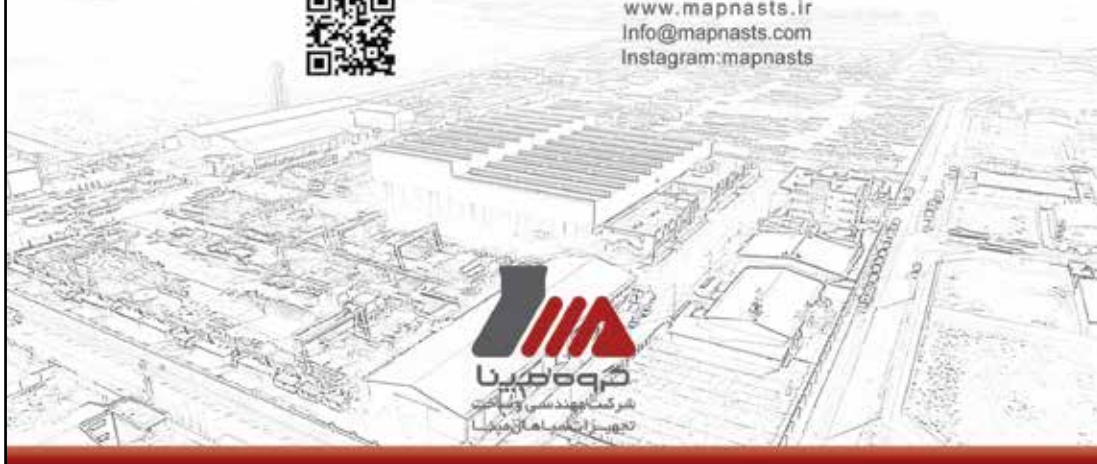 www.mapnasts.ir
Info@mapnasts.com
Instagram:mapnasts
گروه مپنا
شرکت مهندسی و ساخت
تجهیزات سپاهان مپنا